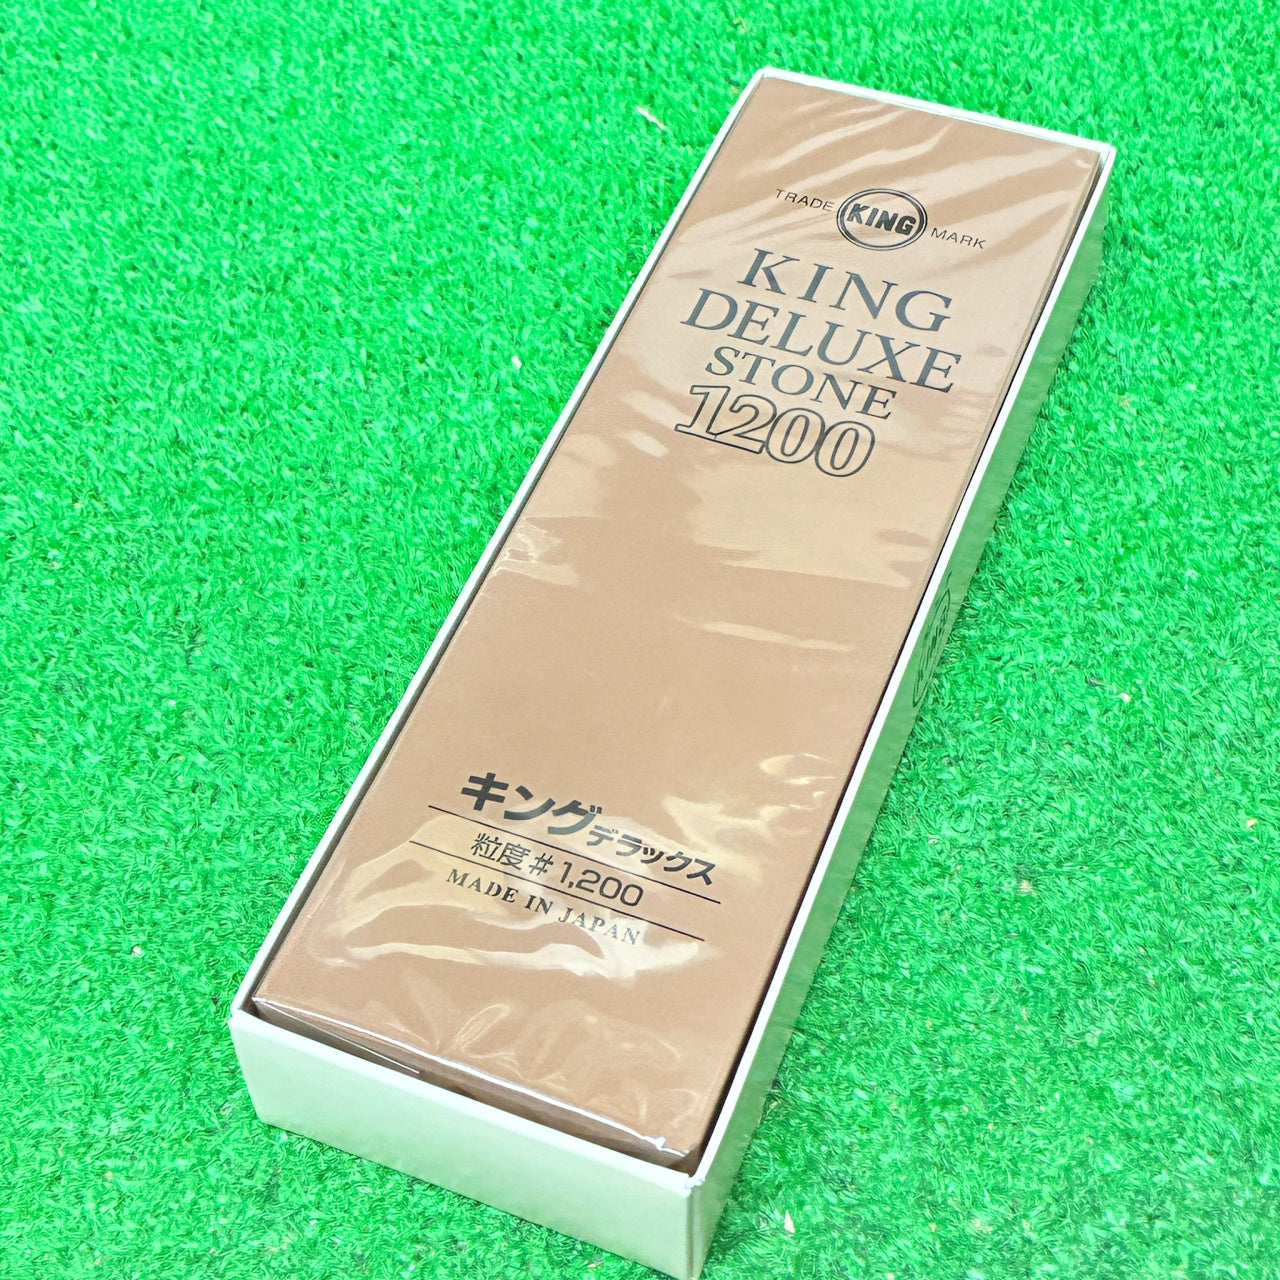 TRADE KING MARK
KING
DELUXE
STONE
1200
キングデラックス
粒度#1,200
MADE IN JAPAN